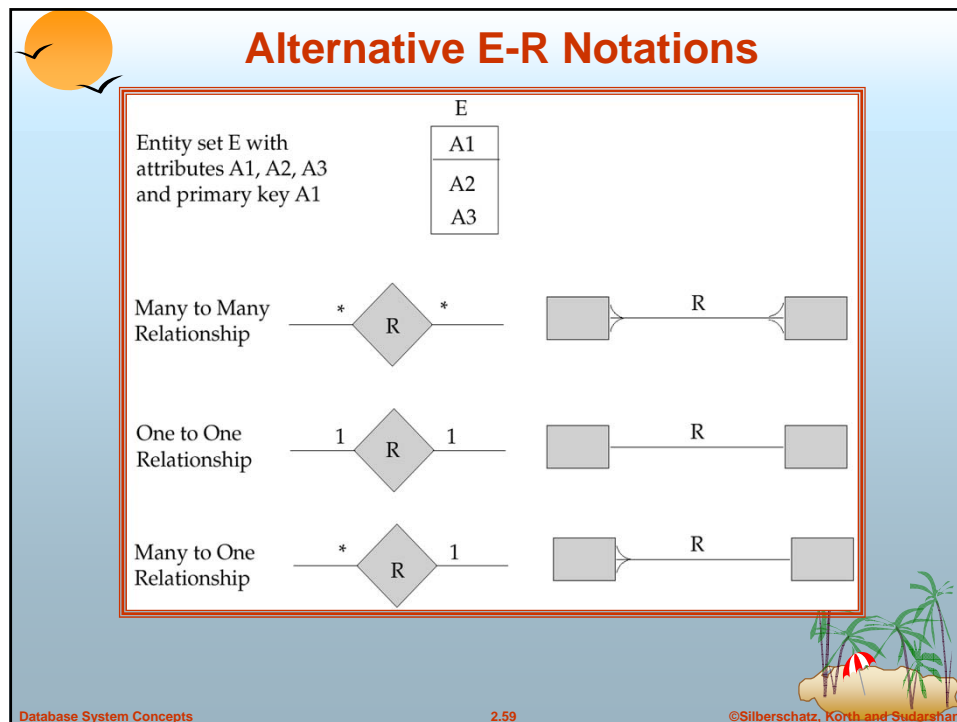 Alternative E-R Notations
E
Entity set E with
attributes A1, A2, A3
and primary key A1
A1
A2
A3
Many to Many
Relationship
* R *
R
One to One
Relationship
1 R 1
R
Many to One
Relationship
* R 1
R
Database System Concepts 2.59 ©Silberschatz, Korth and Sudarshan